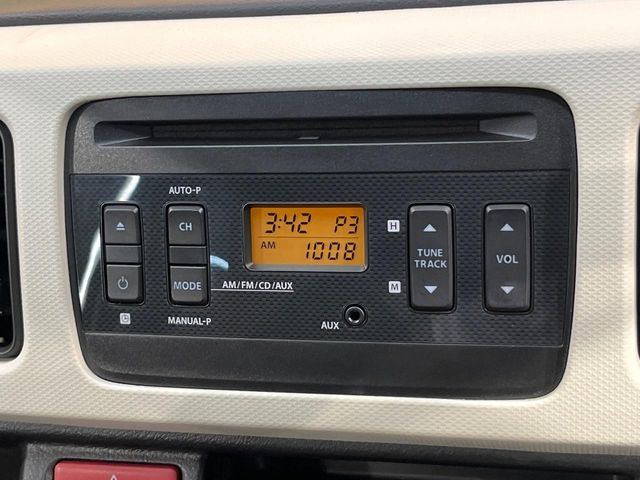 AUTO-P
CH
MODE
AM/FM/CD/AUX
MANUAL-P
3:42 P3
AM 1008
AUX
H
TUNE
TRACK
M
VOL